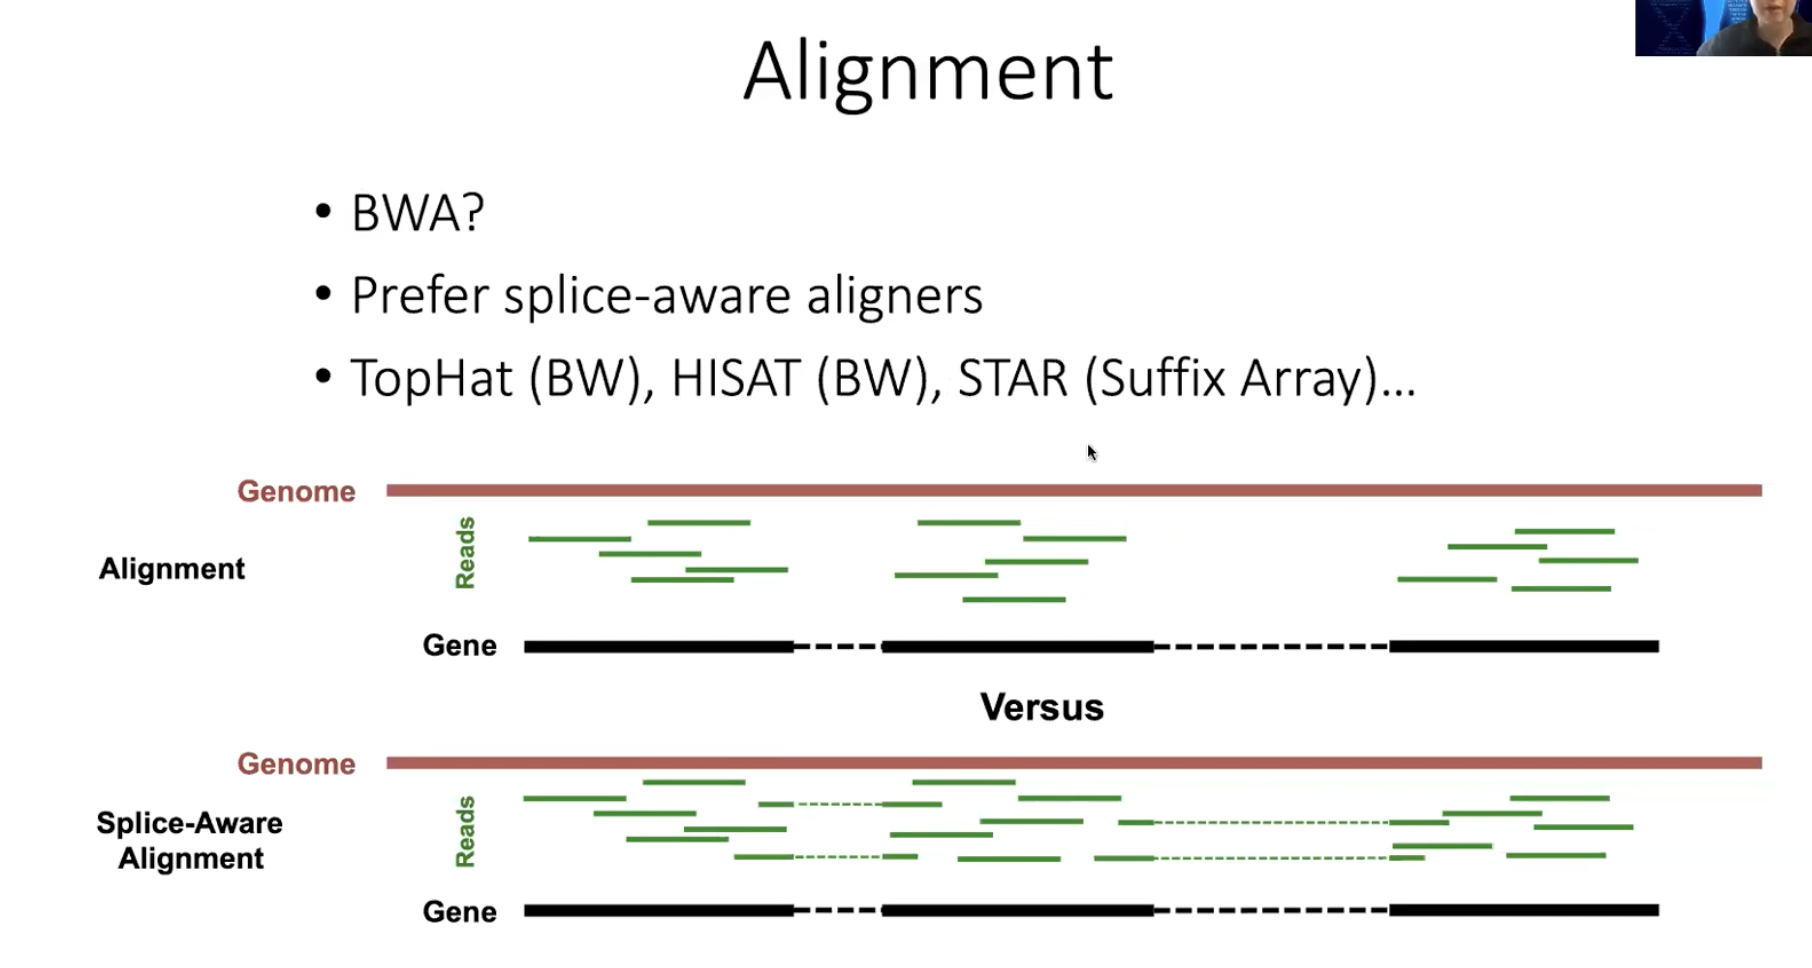 Alignment
• BWA?
• Prefer splice-aware aligners
• TopHat (BW), HISAT (BW), STAR (Suffix Array)...
Genome
Reads
Alignment
Gene
Versus
Genome
Reads
Splice-Aware
Alignment
Gene